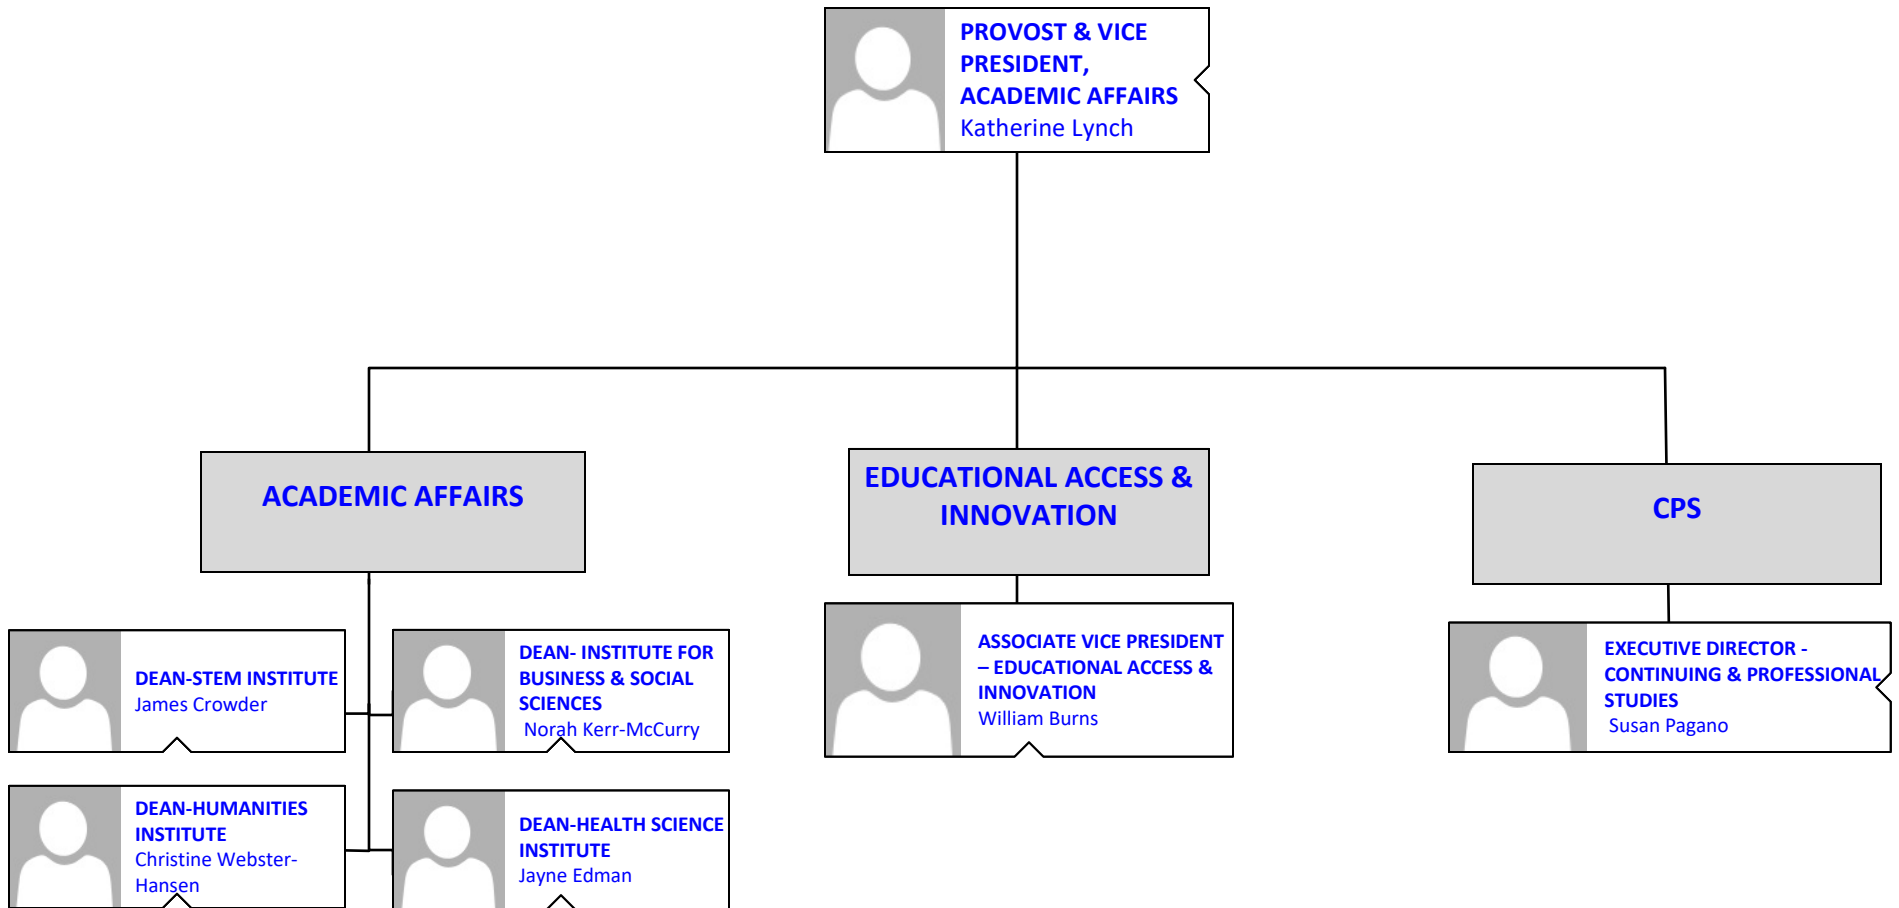 PROVOST & VICE
PRESIDENT,
ACADEMIC AFFAIRS
Katherine Lynch
ACADEMIC AFFAIRS
EDUCATIONAL ACCESS &
INNOVATION
CPS
DEAN-STEM INSTITUTE
James Crowder
DEAN- INSTITUTE FOR
BUSINESS & SOCIAL
SCIENCES
Norah Kerr-McCurry
ASSOCIATE VICE PRESIDENT
– EDUCATIONAL ACCESS &
INNOVATION
William Burns
EXECUTIVE DIRECTOR -
CONTINUING & PROFESSIONAL
STUDIES
Susan Pagano
DEAN-HUMANITIES
INSTITUTE
Christine Webster-
Hansen
DEAN-HEALTH SCIENCE
INSTITUTE
Jayne Edman